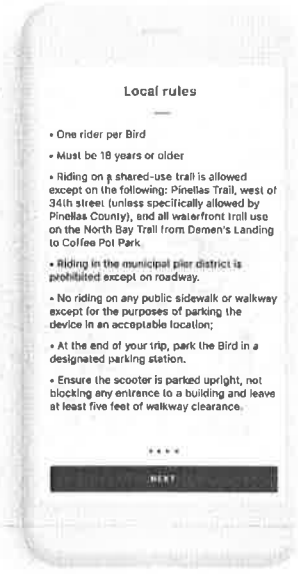 Local rules
• One rider per Bird
• Must be 18 years or older
• Riding on a shared-use trail is allowed
except on the following: Pinellas Trail, west of
34th street (unless specifically allowed by
Pinellas County), and all waterfront trail use
on the North Bay Trail from Demen's Landing
to Coffee Pot Park
• Riding in the municipal pier district is
prohibited except on roadway.
• No riding on any public sidewalk or walkway
except for the purposes of parking the
device in an acceptable location;
• At the end of your trip, park the Bird in a
designated parking station.
• Ensure the scooter is parked upright, not
blocking any entrance to a building and leave
at least five feet of walkway clearance.
NEXT